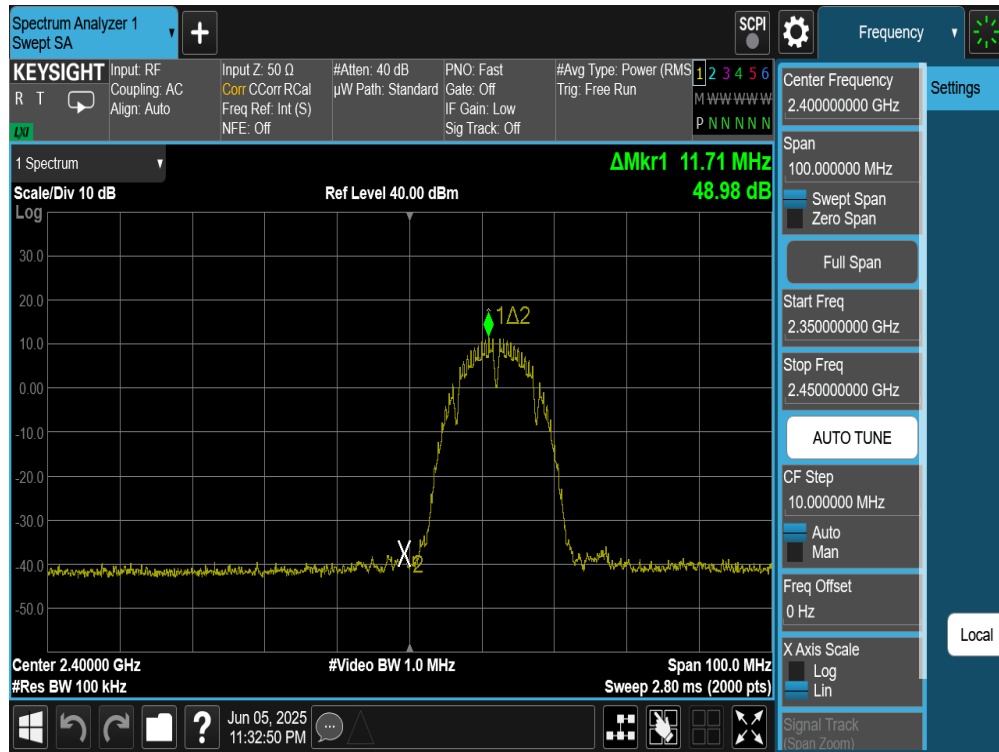 Spectrum Analyzer 1
Swept SA
+
SCPI
Frequency
KEYSIGHT
R T
LXI
Input: RF
Coupling: AC
Align: Auto
Input Z: 50 Ω
Corr CCorr RCal
Freq Ref: Int (S)
NFE: Off
#Atten: 40 dB
µW Path: Standard
PNO: Fast
Gate: Off
IF Gain: Low
Sig Track: Off
#Avg Type: Power (RMS
Trig: Free Run
1 2 3 4 5 6
M W W W W W
P N N N N N
Settings
Center Frequency
2.400000000 GHz
Span
100.000000 MHz
Swept Span
Zero Span
Full Span
Start Freq
2.350000000 GHz
Stop Freq
2.450000000 GHz
AUTO TUNE
CF Step
10.000000 MHz
Auto
Man
Freq Offset
0 Hz
X Axis Scale
Log
Lin
Signal Track
(Span Zoom)
Local
1 Spectrum
ΔMkr1 11.71 MHz
48.98 dB
Scale/Div 10 dB
Ref Level 40.00 dBm
Log
30.0
20.0
10.0
0.00
-10.0
-20.0
-30.0
-40.0
-50.0
1Δ2
X2
Center 2.40000 GHz
#Video BW 1.0 MHz
Span 100.0 MHz
#Res BW 100 kHz
Sweep 2.80 ms (2000 pts)
?
Jun 05, 2025
11:32:50 PM